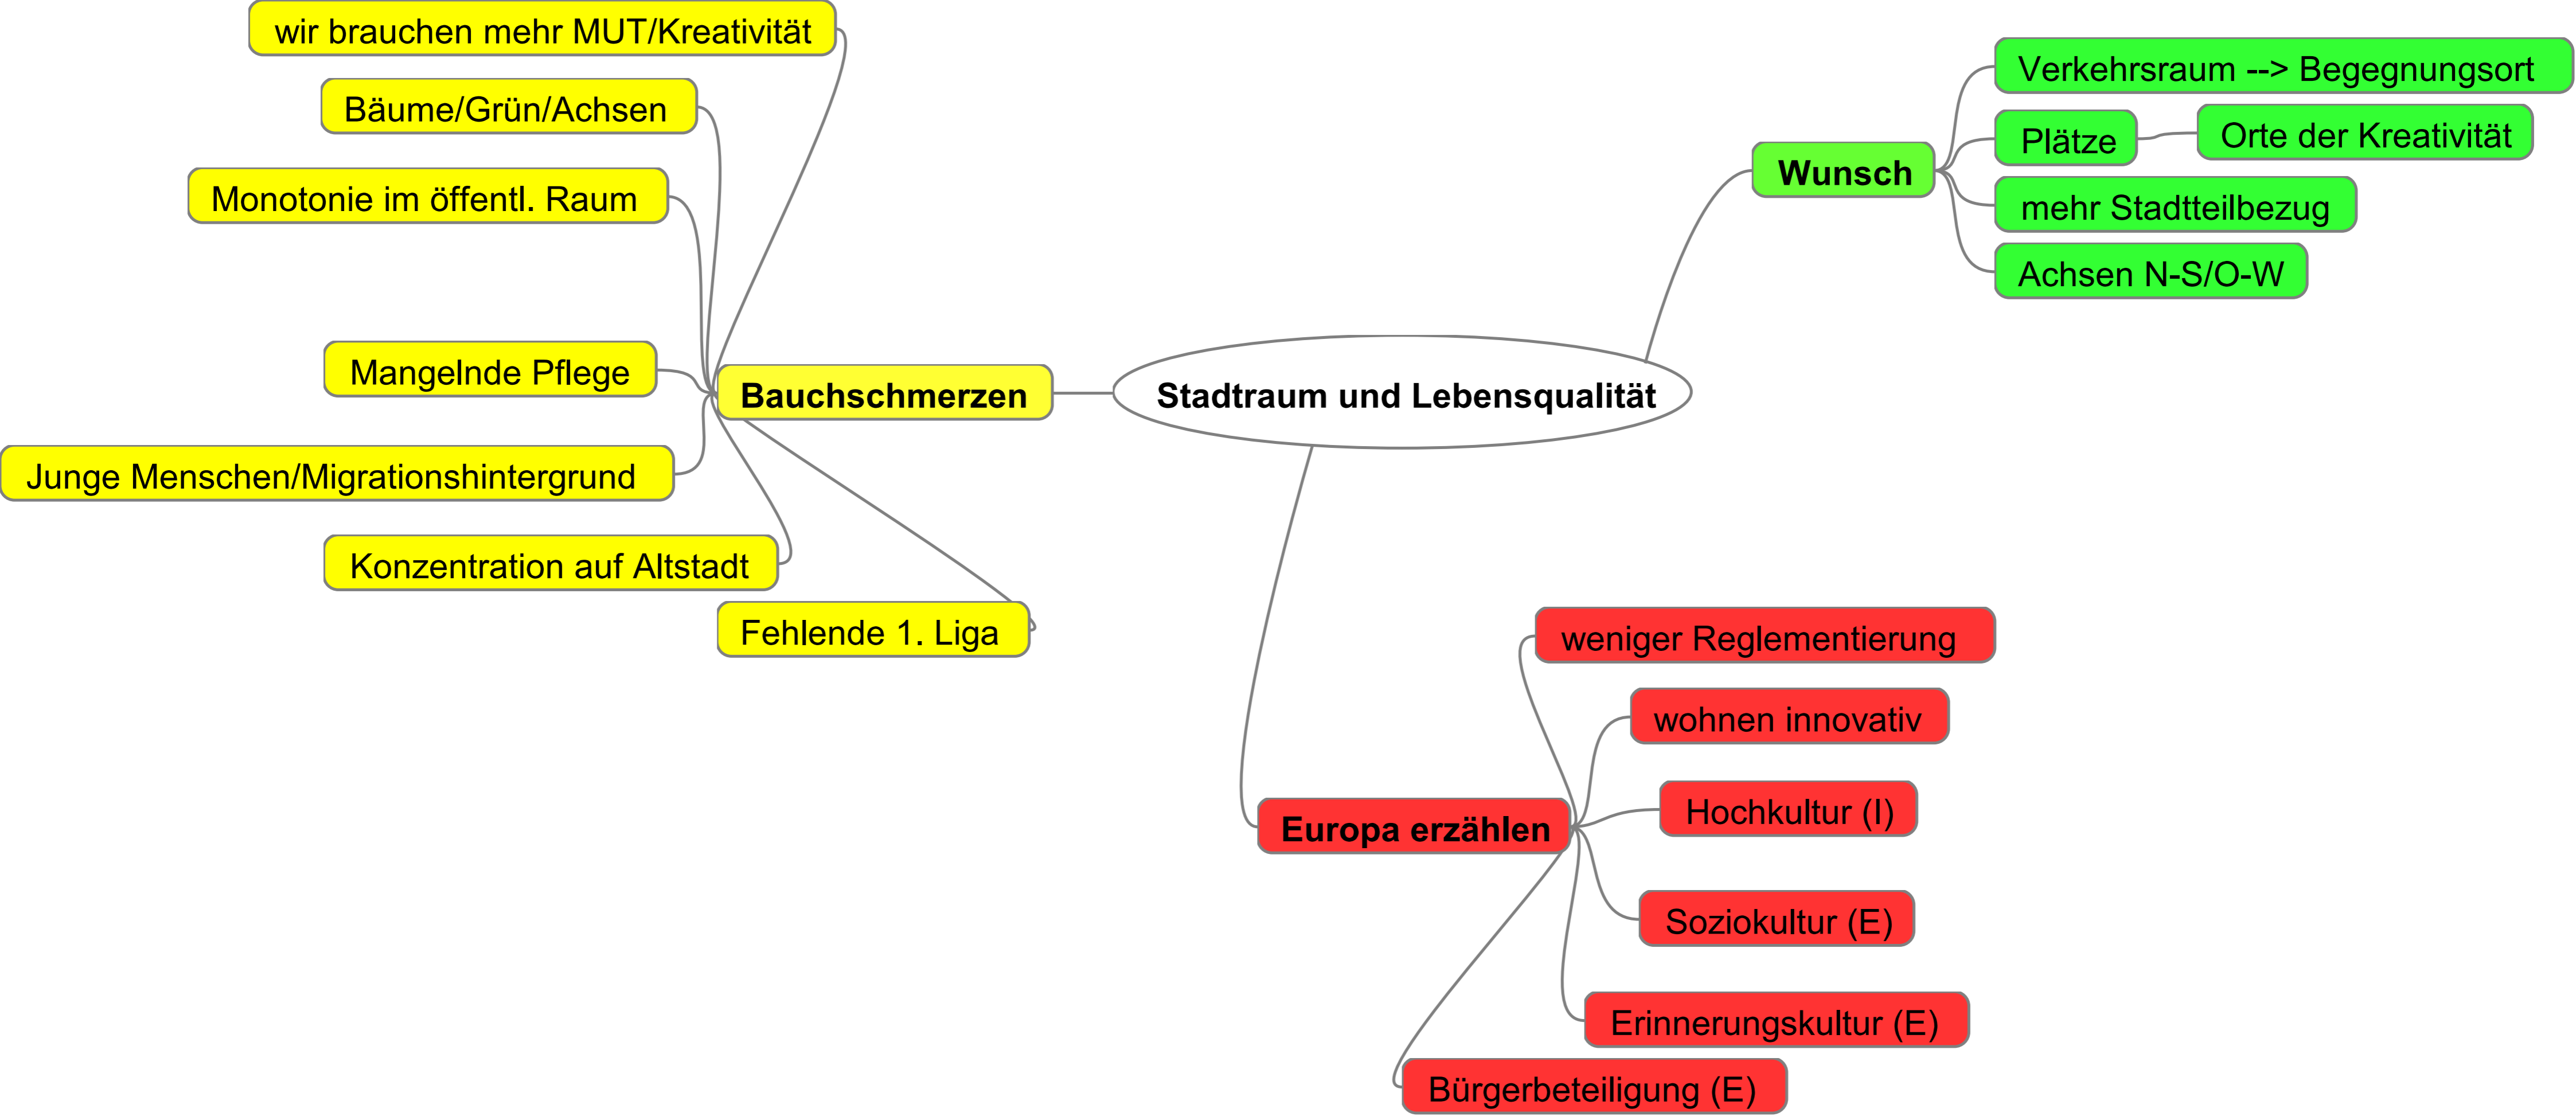 Stadtraum und Lebensqualität
Wunsch
Verkehrsraum --> Begegnungsort
Plätze
Orte der Kreativität
mehr Stadtteilbezug
Achsen N-S/O-W
Europa erzählen
weniger Reglementierung
wohnen innovativ
Hochkultur (I)
Soziokultur (E)
Erinnerungskultur (E)
Bürgerbeteiligung (E)
Bauchschmerzen
wir brauchen mehr MUT/Kreativität
Bäume/Grün/Achsen
Monotonie im öffentl. Raum
Mangelnde Pflege
Junge Menschen/Migrationshintergrund
Konzentration auf Altstadt
Fehlende 1. Liga